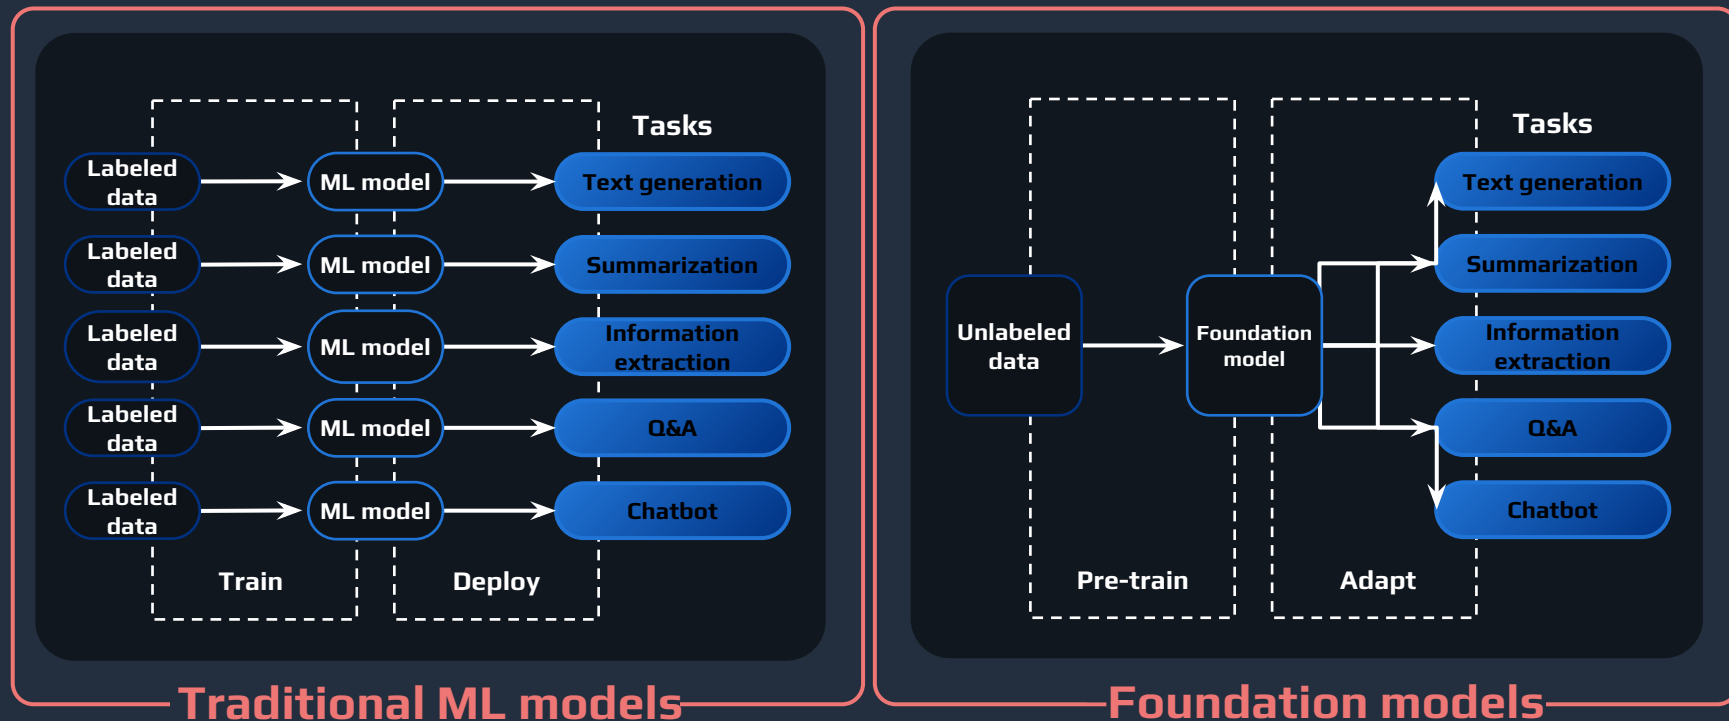 Tasks
Labeled
data
ML model
Text generation
Labeled
data
ML model
Summarization
Labeled
data
ML model
Information
extraction
Labeled
data
ML model
Q&A
Labeled
data
ML model
Chatbot
Train
Deploy
Traditional ML models
Tasks
Text generation
Summarization
Unlabeled
data
Foundation
model
Information
extraction
Q&A
Chatbot
Pre-train
Adapt
Foundation models